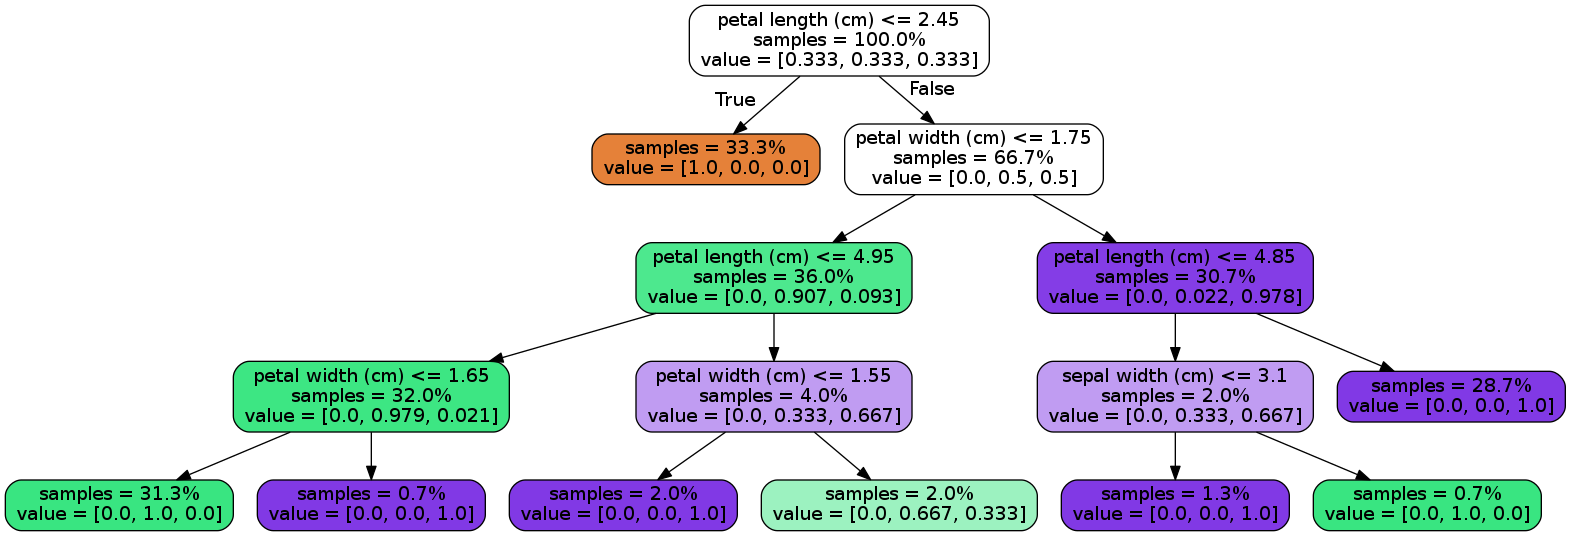 petal length (cm) <= 2.45
samples = 100.0%
value = [0.333, 0.333, 0.333]
True
False
samples = 33.3%
value = [1.0, 0.0, 0.0]
petal width (cm) <= 1.75
samples = 66.7%
value = [0.0, 0.5, 0.5]
petal length (cm) <= 4.95
samples = 36.0%
value = [0.0, 0.907, 0.093]
petal length (cm) <= 4.85
samples = 30.7%
value = [0.0, 0.022, 0.978]
petal width (cm) <= 1.65
samples = 32.0%
value = [0.0, 0.979, 0.021]
petal width (cm) <= 1.55
samples = 4.0%
value = [0.0, 0.333, 0.667]
sepal width (cm) <= 3.1
samples = 2.0%
value = [0.0, 0.333, 0.667]
samples = 28.7%
value = [0.0, 0.0, 1.0]
samples = 31.3%
value = [0.0, 1.0, 0.0]
samples = 0.7%
value = [0.0, 0.0, 1.0]
samples = 2.0%
value = [0.0, 0.0, 1.0]
samples = 2.0%
value = [0.0, 0.667, 0.333]
samples = 1.3%
value = [0.0, 0.0, 1.0]
samples = 0.7%
value = [0.0, 1.0, 0.0]